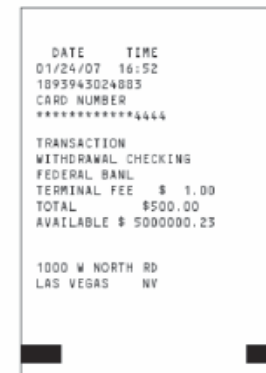 DATE TIME
01/24/07 16:52
1893943024883
CARD NUMBER
************4444
TRANSACTION
WITHDRAWAL CHECKING
FEDERAL BANL
TERMINAL FEE $ 1.00
TOTAL $500.00
AVAILABLE $ 5000000.23
1000 W NORTH RD
LAS VEGAS NV